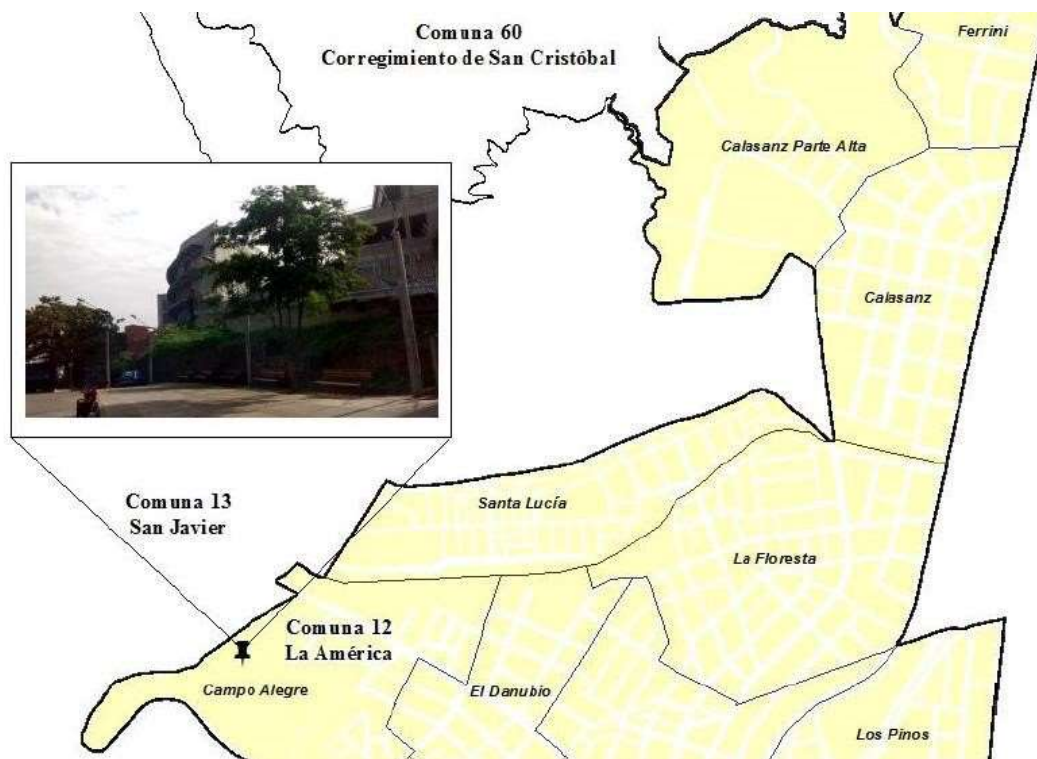 Comuna 60
Corregimiento de San Cristóbal
Ferrini
Calasanz Parte Alta
Calasanz
Comuna 13
San Javier
Santa Lucía
La Floresta
Comuna 12
La América
Campo Alegre
El Danubio
Los Pinos